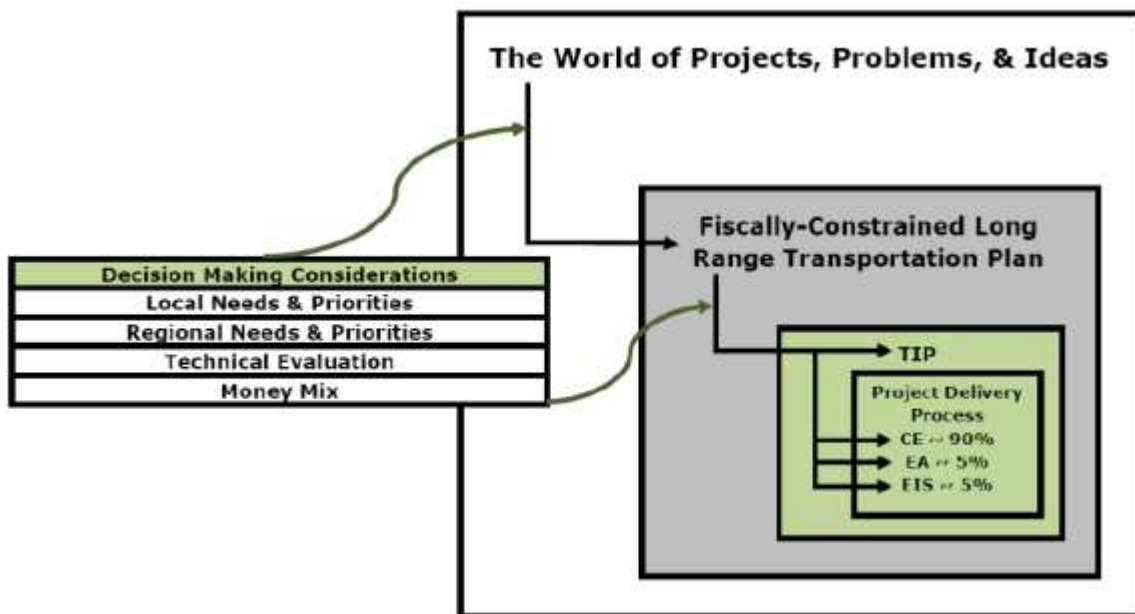 The World of Projects, Problems, & Ideas
Fiscally-Constrained Long
Range Transportation Plan
Decision Making Considerations
Local Needs & Priorities
Regional Needs & Priorities
Technical Evaluation
Money Mix
TIP
Project Delivery
Process
CE ~ 90%
EA ~ 5%
EIS ~ 5%